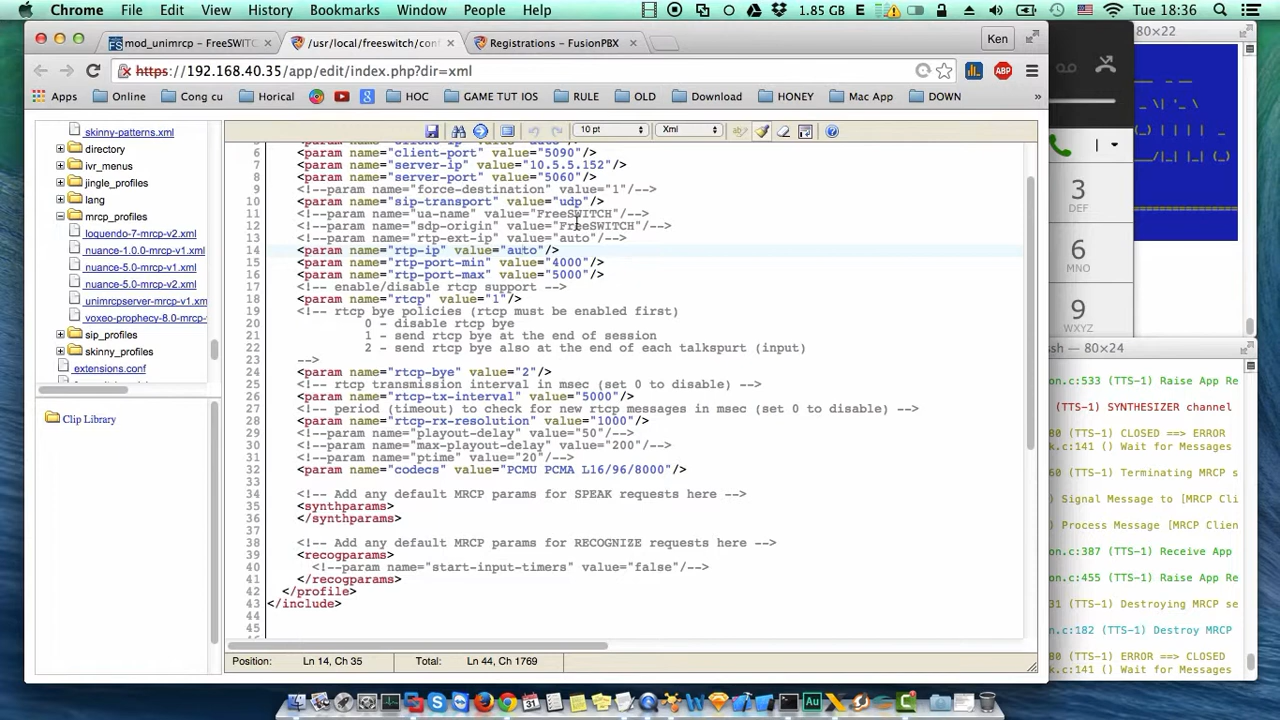 Chrome File Edit View History Bookmarks Window People Help 1.85 GB Tue 18:36
mod_unimrcp – FreeSWITC × /usr/local/freeswitch/conf × Registrations – FusionPBX × Ken
https://192.168.40.35/app/edit/index.php?dir=xml
Apps Online Cong cu Horical HOC GAME TUT IOS RULE OLD Download HONEY Mac App DOWN »
80×22
skinny-patterns.xml
directory
ivr_menus
jingle_profiles
lang
mrcp_profiles
loquendo-7-mrcp-v2.xml
nuance-1.0.0-mrcp-v1.xml
nuance-5.0-mrcp-v1.xml
nuance-5.0-mrcp-v2.xml
unimrcpserver-mrcp-v1.xm
voxeo-prophecy-8.0-mrcp-v
sip_profiles
skinny_profiles
extensions.conf
Clip Library
10 pt Xml
6 <param name="client-port" value="5090"/>
7 <param name="server-ip" value="10.5.5.152"/>
8 <param name="server-port" value="5060"/>
9 <!--param name="force-destination" value="1"/-->
10 <param name="sip-transport" value="udp"/>
11 <!--param name="ua-name" value="FreeSWITCH"/-->
12 <!--param name="sdp-origin" value="FreeSWITCH"/-->
13 <!--param name="rtp-ext-ip" value="auto"/-->
14 <param name="rtp-ip" value="auto"/>
15 <param name="rtp-port-min" value="4000"/>
16 <param name="rtp-port-max" value="5000"/>
17 <!-- enable/disable rtcp support -->
18 <param name="rtcp" value="1"/>
19 <!-- rtcp bye policies (rtcp must be enabled first)
20 0 - disable rtcp bye
21 1 - send rtcp bye at the end of session
22 2 - send rtcp bye also at the end of each talkspurt (input)
23 -->
24 <param name="rtcp-bye" value="2"/>
25 <!-- rtcp transmission interval in msec (set 0 to disable) -->
26 <param name="rtcp-tx-interval" value="5000"/>
27 <!-- period (timeout) to check for new rtcp messages in msec (set 0 to disable) -->
28 <param name="rtcp-rx-resolution" value="1000"/>
29 <!--param name="playout-delay" value="50"/-->
30 <!--param name="max-playout-delay" value="200"/-->
31 <!--param name="ptime" value="20"/-->
32 <param name="codecs" value="PCMU PCMA L16/96/8000"/>
33
34 <!-- Add any default MRCP params for SPEAK requests here -->
35 <synthparams>
36 </synthparams>
37
38 <!-- Add any default MRCP params for RECOGNIZE requests here -->
39 <recogparams>
40 <!--param name="start-input-timers" value="false"/-->
41 </recogparams>
42 </profile>
43 </include>
44
45
Position: Ln 14, Ch 35 Total: Ln 44, Ch 1769
3
DEF
6
MNO
9
WXYZ
ssh — 80×24
on.c:533 (TTS-1) Raise App Re
(TTS-1) SYNTHESIZER channel
80 (TTS-1) CLOSED ==> ERROR
c:141 () Wait for Messages
60 (TTS-1) Terminating MRCP
) Signal Message to [MRCP Cli
) Process Message [MRCP Clien
on.c:387 (TTS-1) Receive App
on.c:455 (TTS-1) Raise App Re
31 (TTS-1) Destroying MRCP se
on.c:182 (TTS-1) Destroy MRCP
80 (TTS-1) ERROR ==> CLOSED
c:141 () Wait for Messages